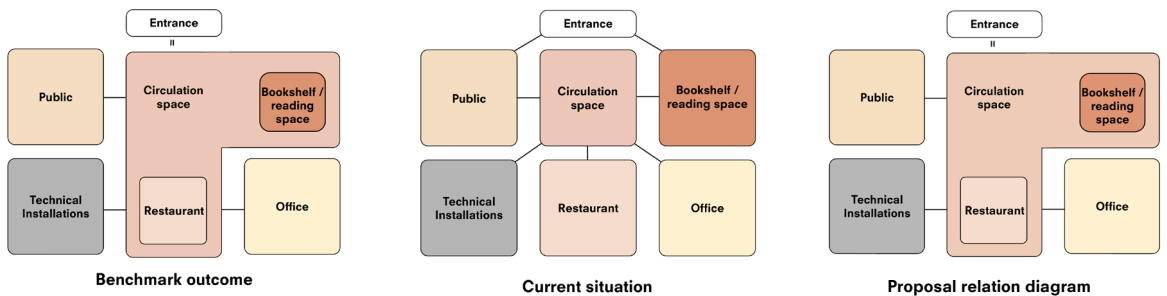 Entrance
Public
Circulation
space
Bookshelf /
reading
space
Technical
Installations
Restaurant
Office
Benchmark outcome
Entrance
Public
Circulation
space
Bookshelf /
reading space
Technical
Installations
Restaurant
Office
Current situation
Entrance
Public
Circulation
space
Bookshelf /
reading
space
Technical
Installations
Restaurant
Office
Proposal relation diagram